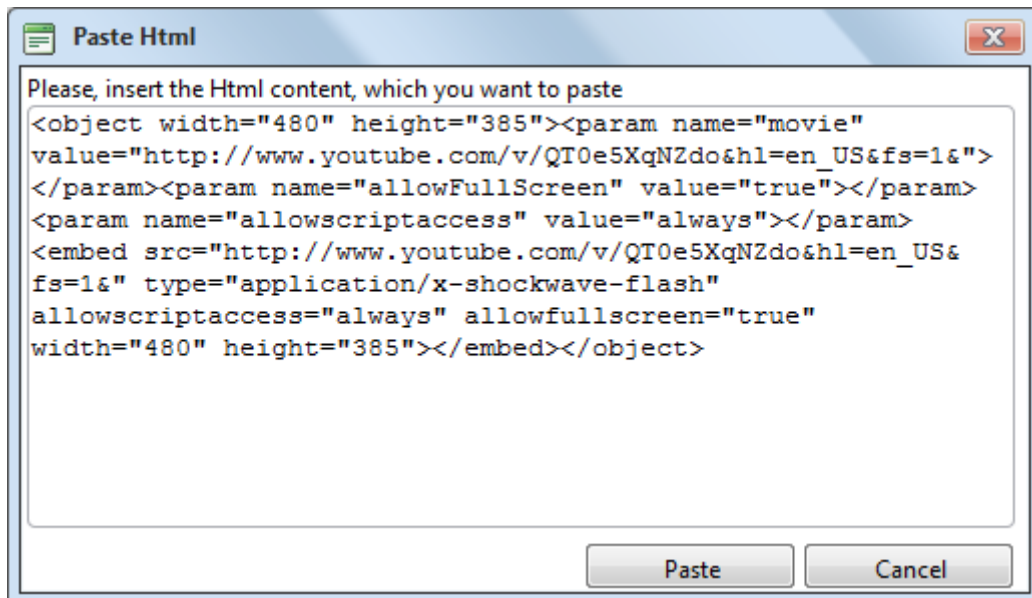 Paste Html
Please, insert the Html content, which you want to paste
<object width="480" height="385"><param name="movie"
value="http://www.youtube.com/v/QT0e5XqNZdo&hl=en_US&fs=1&">
</param><param name="allowFullScreen" value="true"></param>
<param name="allowscriptaccess" value="always"></param>
<embed src="http://www.youtube.com/v/QT0e5XqNZdo&hl=en_US&
fs=1&" type="application/x-shockwave-flash"
allowscriptaccess="always" allowfullscreen="true"
width="480" height="385"></embed></object>
Paste Cancel